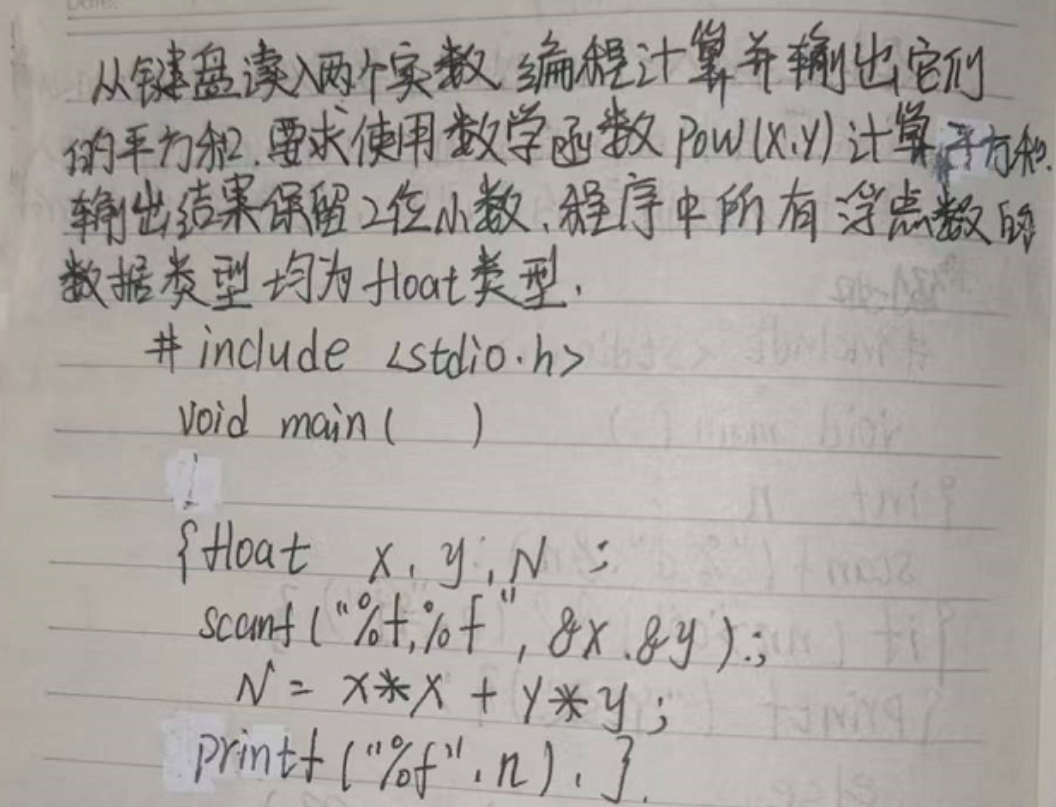 从键盘读入两个实数,编程计算并输出它们
的平方和.要求使用数学函数pow(x,y)计算平方和.
输出结果保留2位小数.程序中所有浮点数的
数据类型均为float类型.
# include <stdio.h>
void main( )
{float x, y, N ;
scanf("%f,%f", &x.&y).;
N = x*x + y*y;
printf("%f".n).}